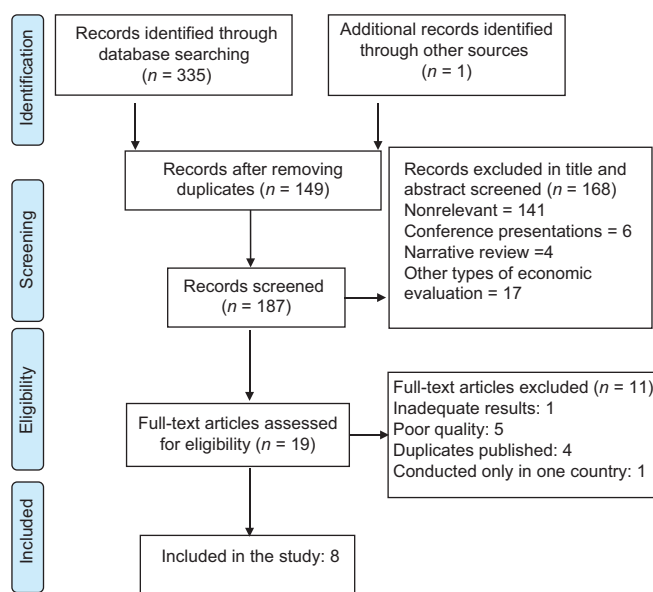 Identification
Records identified through
database searching
(n = 335)
Additional records identified
through other sources
(n = 1)
Records after removing
duplicates (n = 149)
Screening
Records screened
(n = 187)
Records excluded in title and
abstract screened (n = 168)
Nonrelevant = 141
Conference presentations = 6
Narrative review =4
Other types of economic
evaluation = 17
Eligibility
Full-text articles assessed
for eligibility (n = 19)
Full-text articles excluded (n = 11)
Inadequate results: 1
Poor quality: 5
Duplicates published: 4
Conducted only in one country: 1
Included
Included in the study: 8